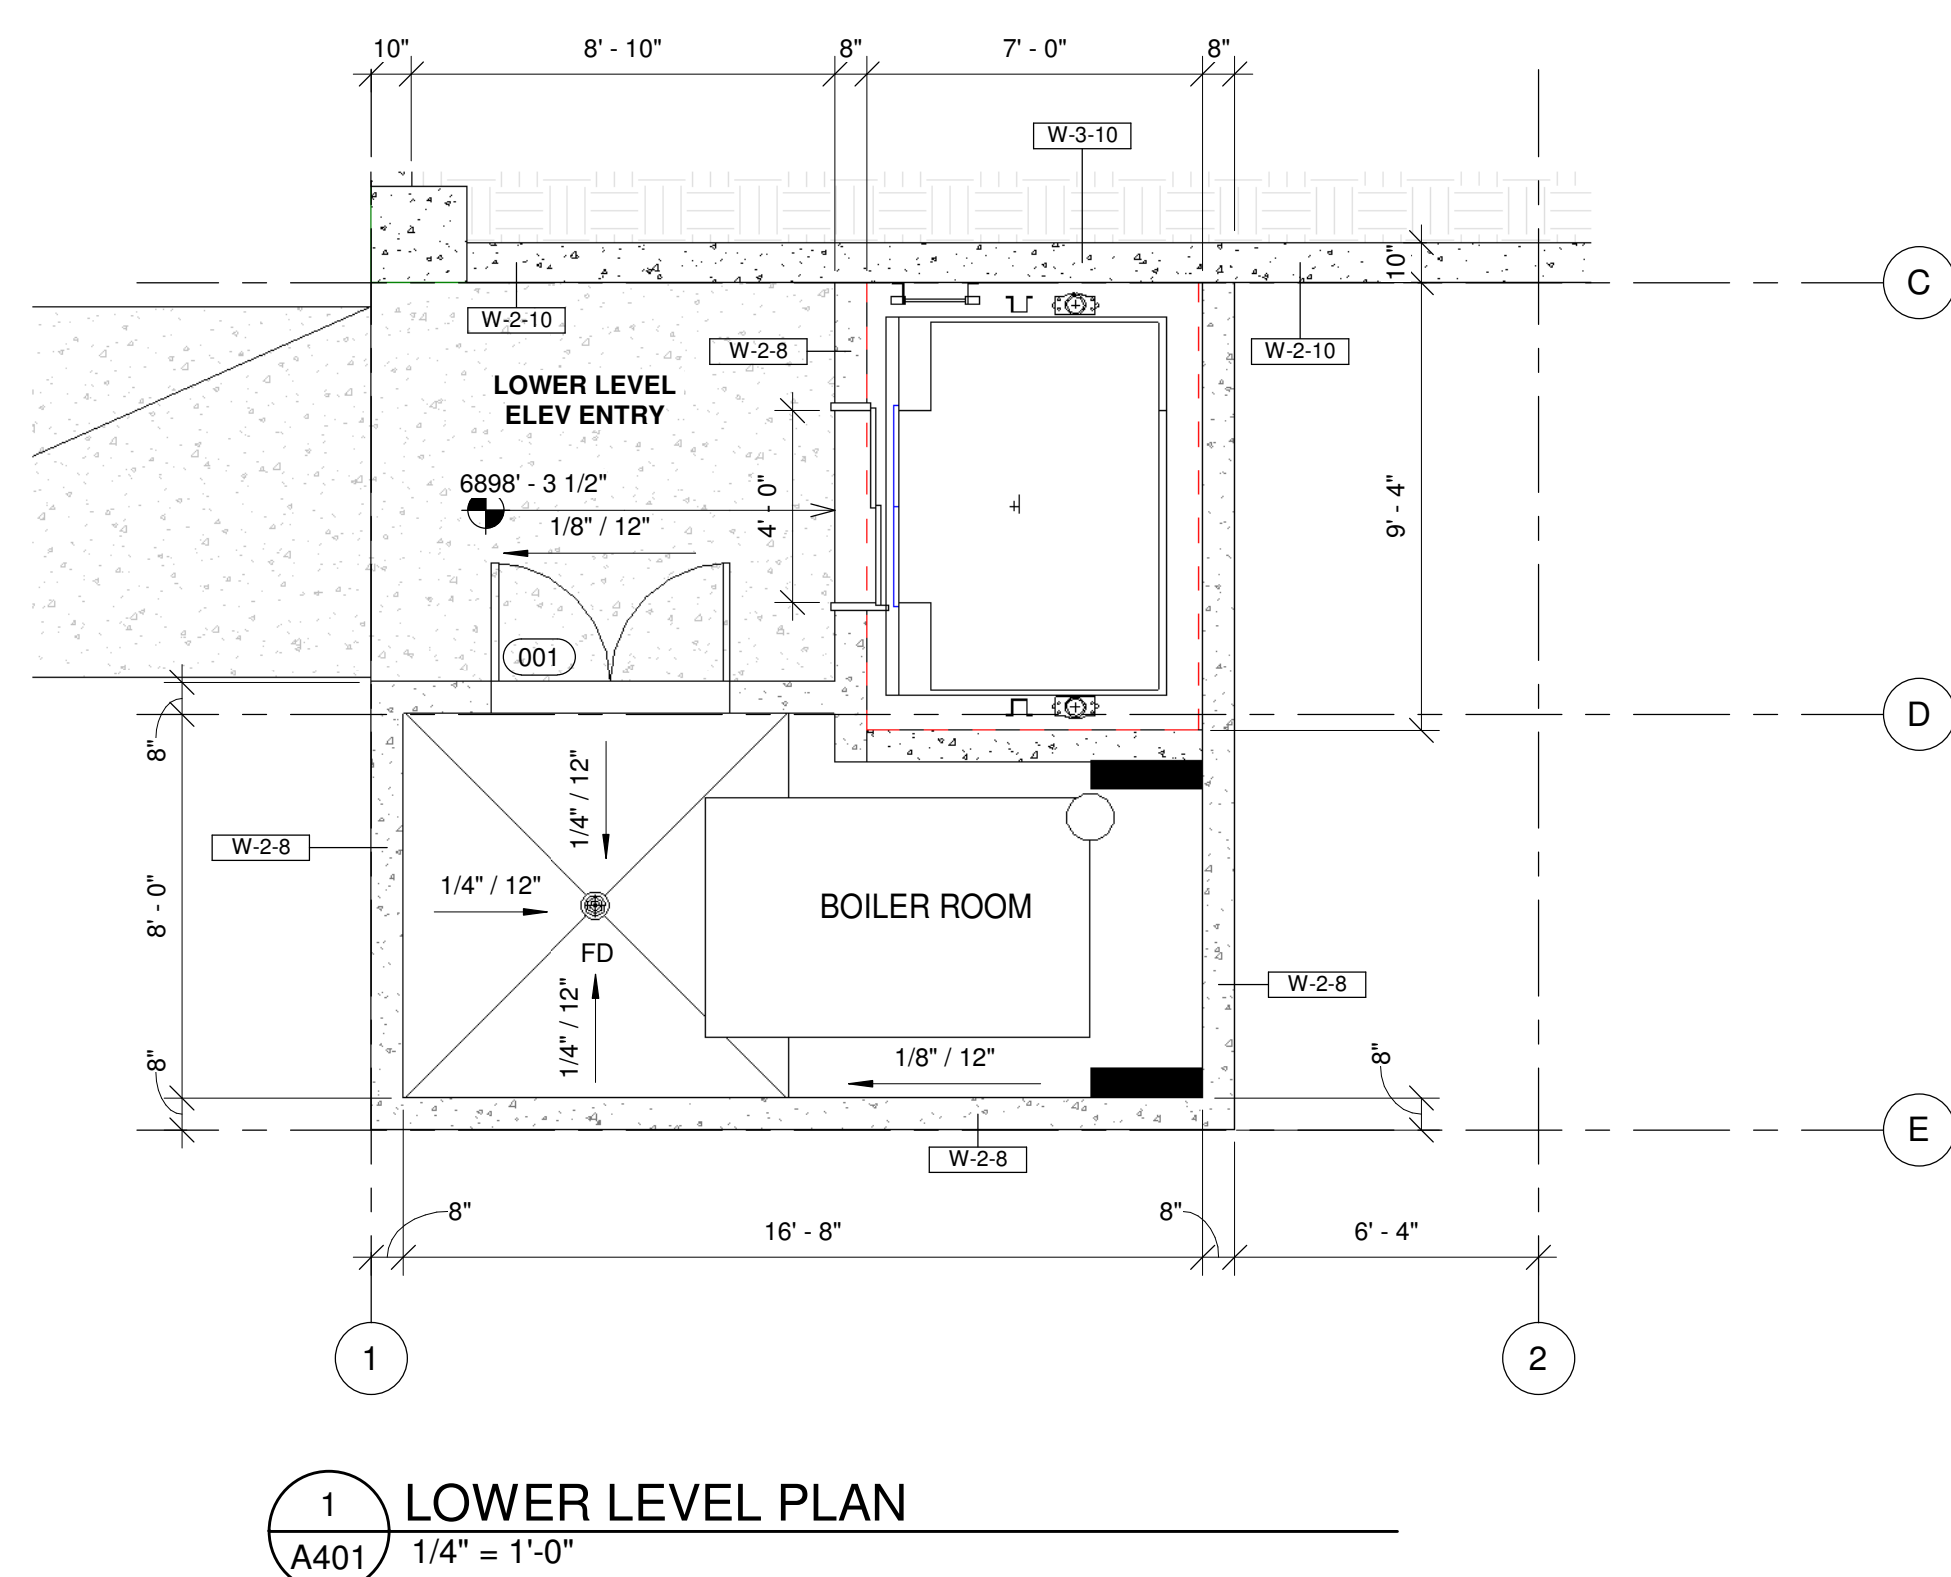 10" 8' - 10" 8" 7' - 0" 8"
W-3-10
10"
C
W-2-10
W-2-8
W-2-10
LOWER LEVEL
ELEV ENTRY
6898' - 3 1/2"
1/8" / 12"
4' - 0"
9' - 4"
001
D
8"
1/4" / 12"
W-2-8
1/4" / 12"
BOILER ROOM
8' - 0"
FD
W-2-8
1/4" / 12"
1/8" / 12"
8"
8"
E
W-2-8
8" 16' - 8" 8" 6' - 4"
1
2
1
LOWER LEVEL PLAN
A401
1/4" = 1'-0"